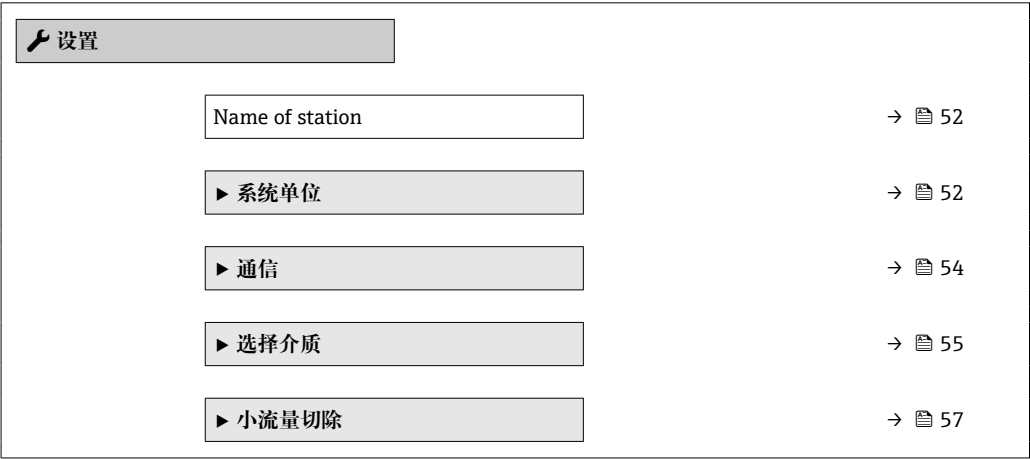 设置
Name of station → 52
▶ 系统单位 → 52
▶ 通信 → 54
▶ 选择介质 → 55
▶ 小流量切除 → 57